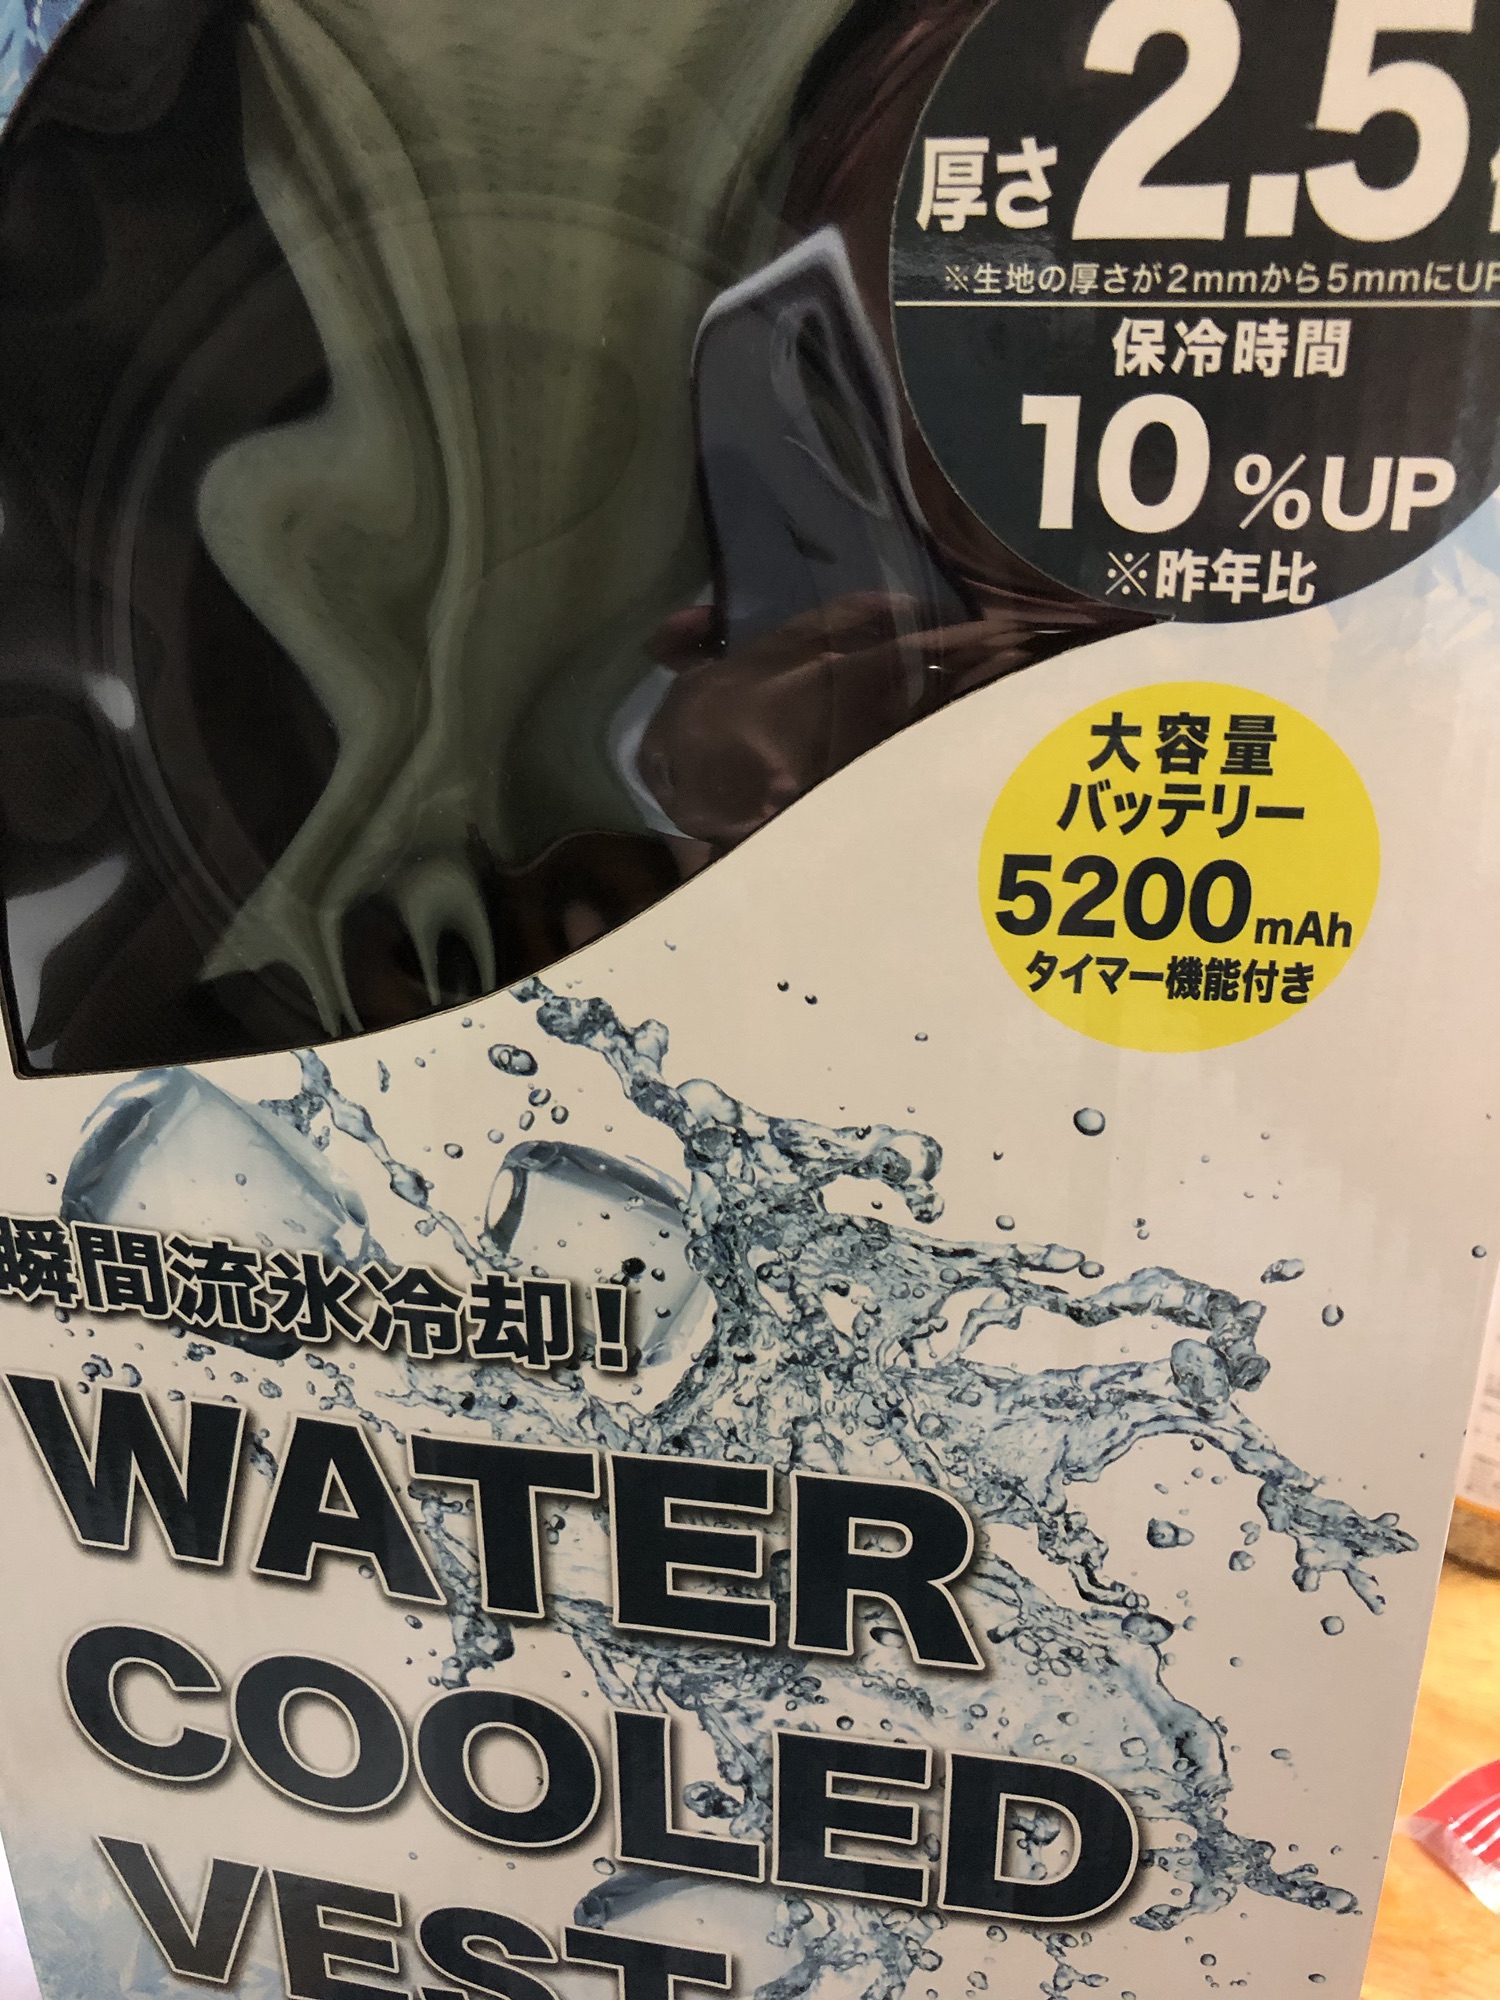 厚さ2.5
※生地の厚さが2mmから5mmにUP
保冷時間
10%UP
※昨年比
大容量
バッテリー
5200mAh
タイマー機能付き
瞬間流氷冷却!
WATER
COOLED
VEST